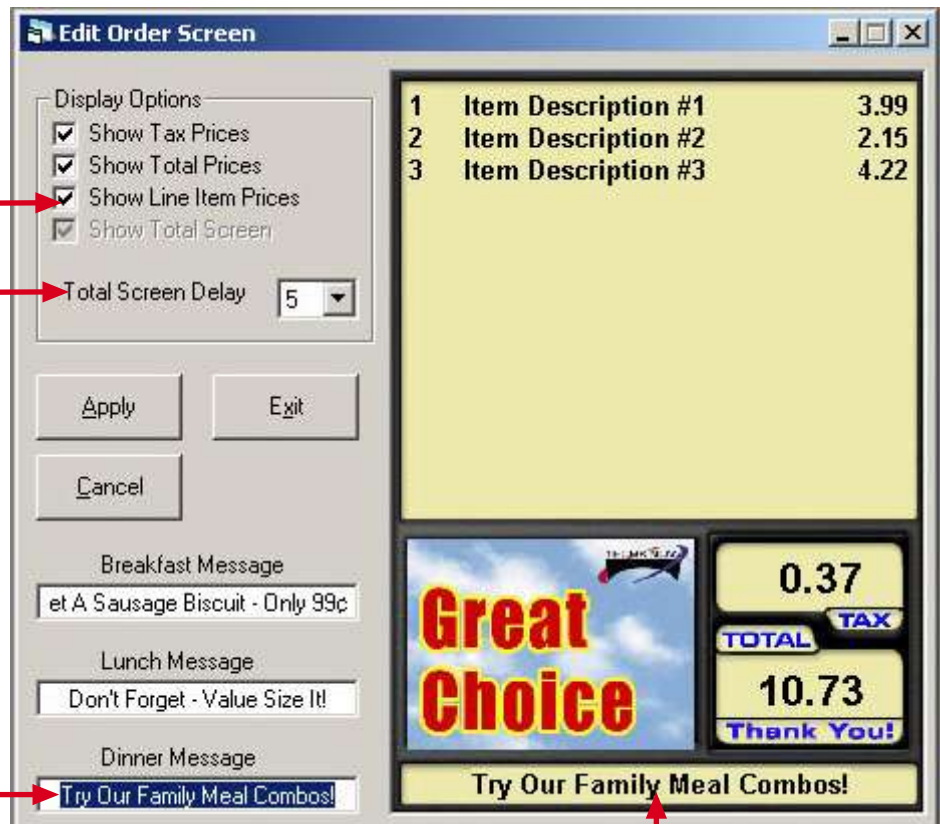 Edit Order Screen
Display Options
Show Tax Prices
Show Total Prices
Show Line Item Prices
Show Total Screen
Total Screen Delay 5
Apply Exit
Cancel
Breakfast Message
et A Sausage Biscuit - Only 99¢
Lunch Message
Don't Forget - Value Size It!
Dinner Message
Try Our Family Meal Combos!
1 Item Description #1 3.99
2 Item Description #2 2.15
3 Item Description #3 4.22
Great
Choice
0.37
TAX
TOTAL
10.73
Thank You!
Try Our Family Meal Combos!